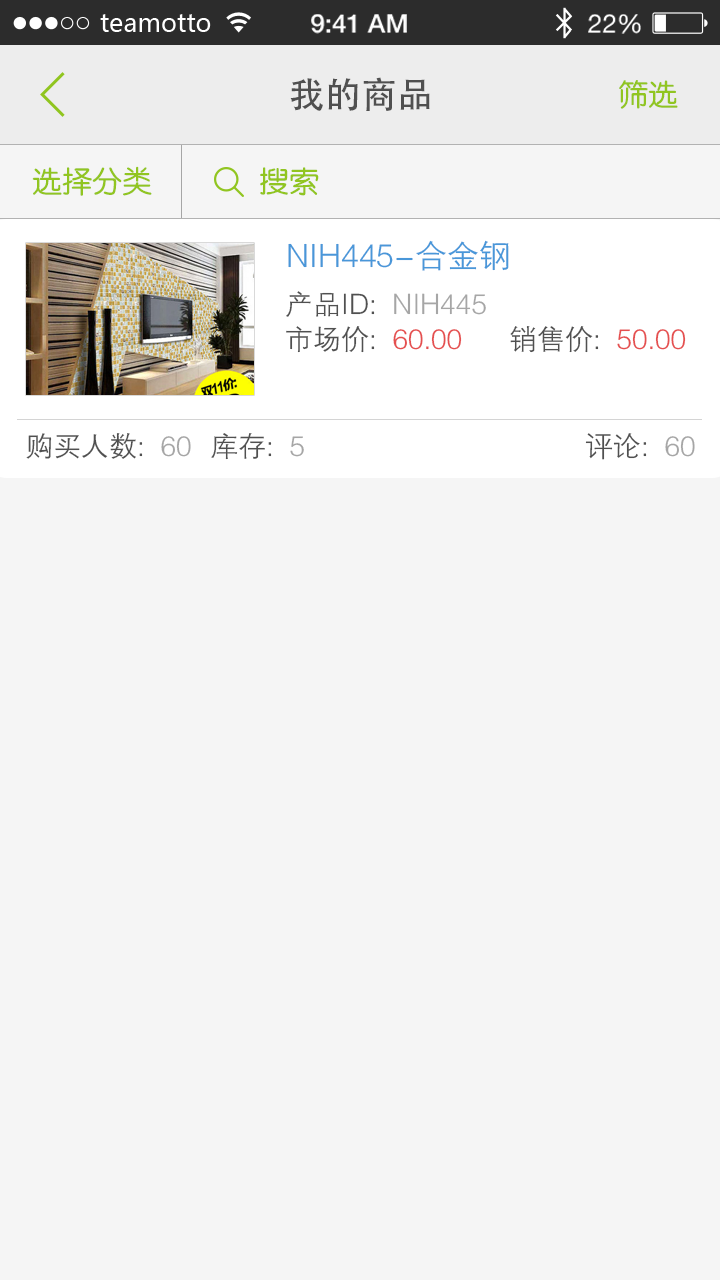 teamotto 9:41 AM 22%
我的商品 筛选
选择分类 搜索
NIH445-合金钢
产品ID: NIH445
市场价: 60.00 销售价: 50.00
双11价:
购买人数: 60 库存: 5 评论: 60